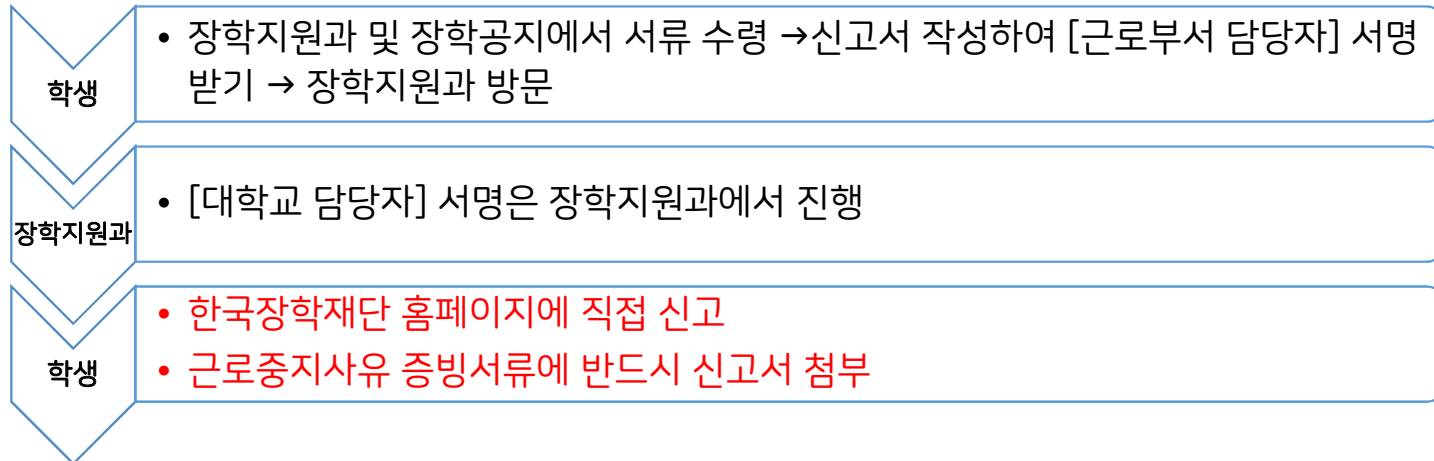 학생
• 장학지원과 및 장학공지에서 서류 수령 →신고서 작성하여 [근로부서 담당자] 서명
받기 → 장학지원과 방문
장학지원과
• [대학교 담당자] 서명은 장학지원과에서 진행
학생
• 한국장학재단 홈페이지에 직접 신고
• 근로중지사유 증빙서류에 반드시 신고서 첨부